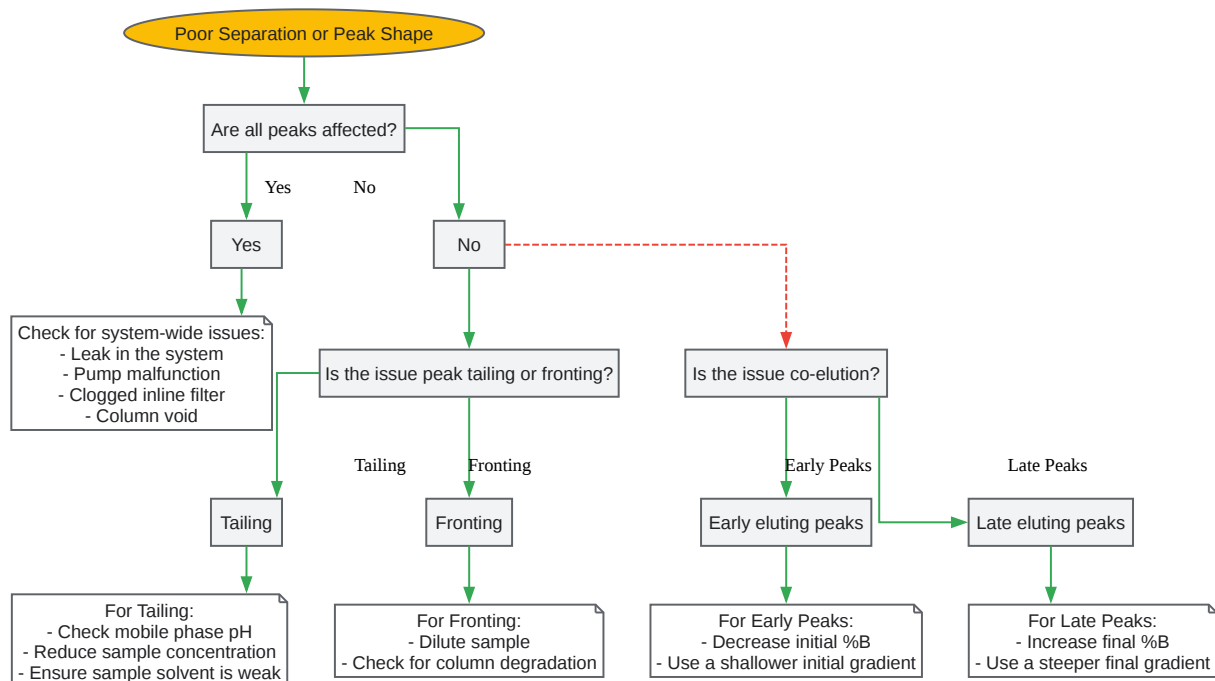 Poor Separation or Peak Shape
Are all peaks affected?
Yes
No
Yes
No
Check for system-wide issues:
- Leak in the system
- Pump malfunction
- Clogged inline filter
- Column void
Is the issue peak tailing or fronting?
Is the issue co-elution?
Tailing
Fronting
Early Peaks
Late Peaks
Tailing
Fronting
Early eluting peaks
Late eluting peaks
For Tailing:
- Check mobile phase pH
- Reduce sample concentration
- Ensure sample solvent is weak
For Fronting:
- Dilute sample
- Check for column degradation
For Early Peaks:
- Decrease initial %B
- Use a shallower initial gradient
For Late Peaks:
- Increase final %B
- Use a steeper final gradient